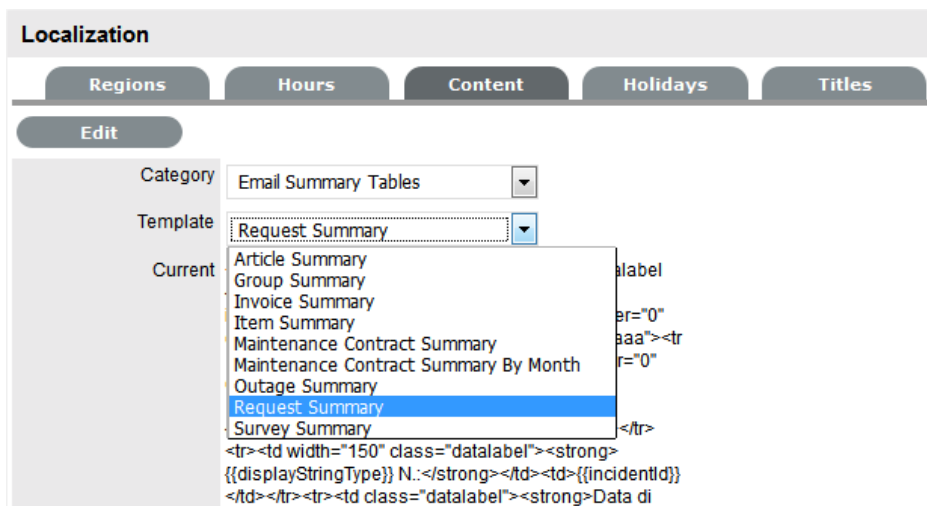 Localization
Regions Hours Content Holidays Titles
Edit
Category Email Summary Tables
Template Request Summary
Current
Article Summary
Group Summary
Invoice Summary
Item Summary
Maintenance Contract Summary
Maintenance Contract Summary By Month
Outage Summary
Request Summary
Survey Summary
alabel
er="0"
aaa"><tr
r="0"
</tr>
<tr><td width="150" class="datalabel"><strong>
{{displayStringType}} N.:</strong></td><td>{{incidentId}}
</td></tr><tr><td class="datalabel"><strong>Data di